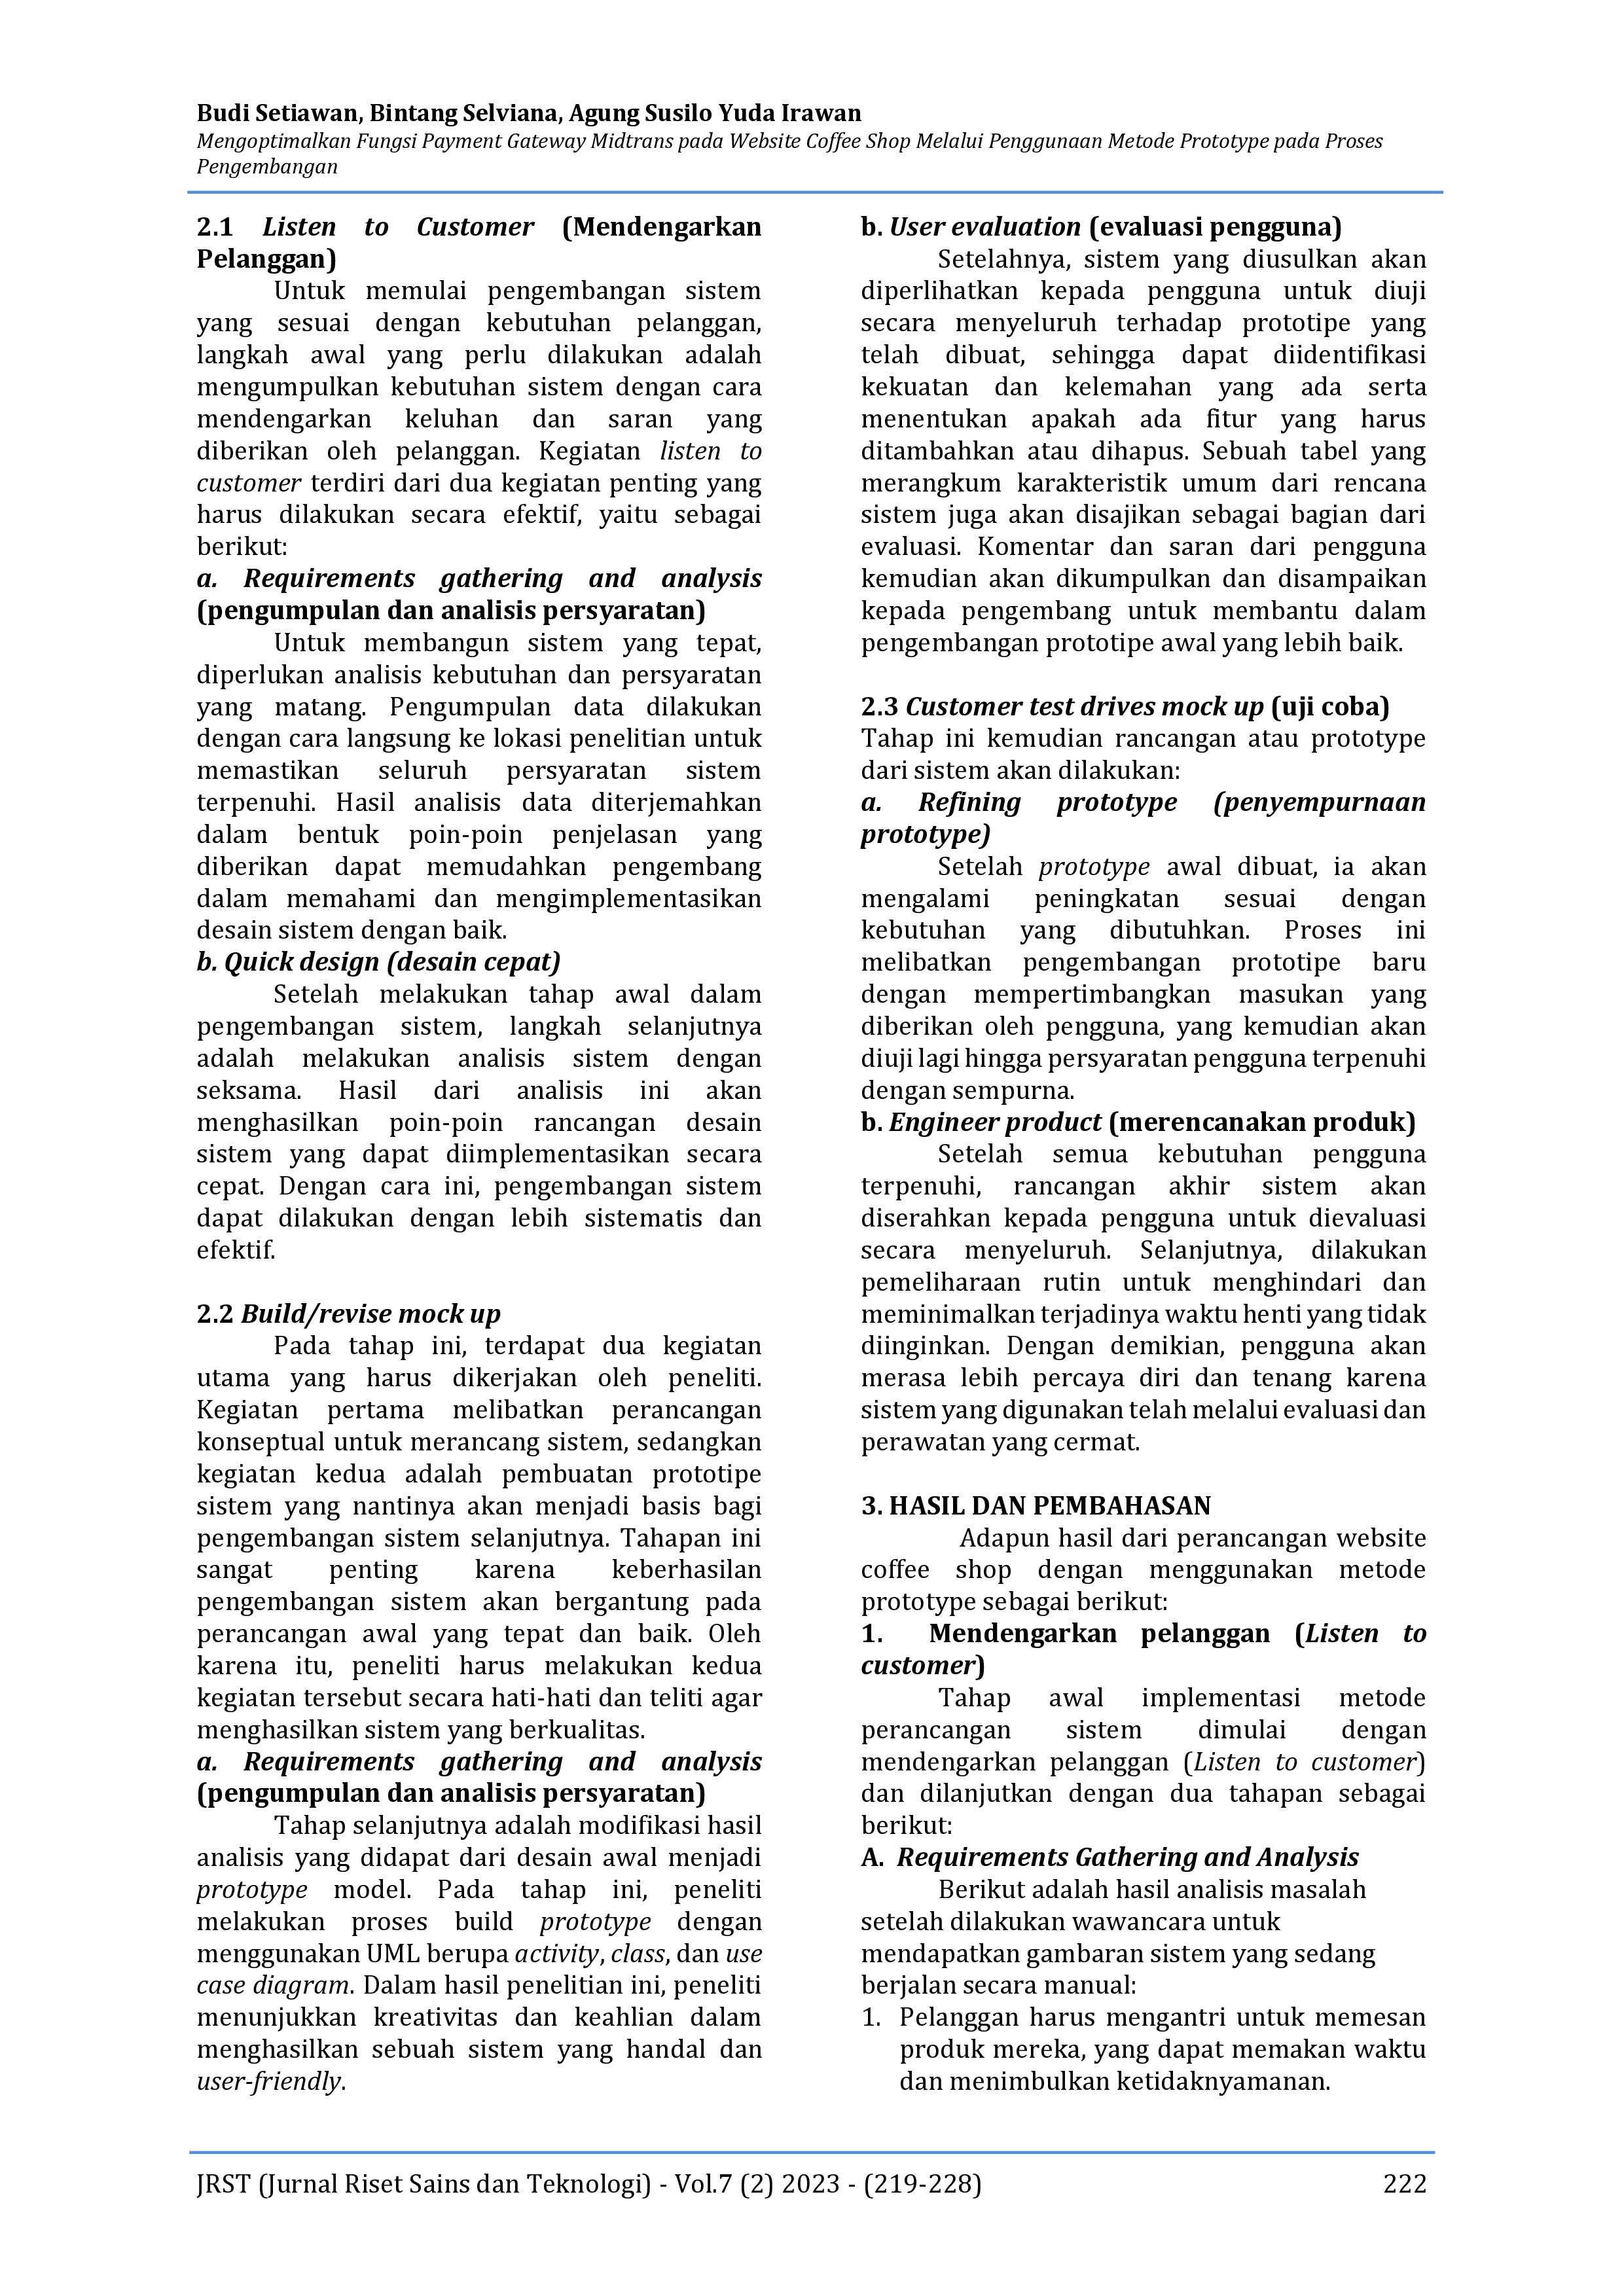 Budi Setiawan, Bintang Selviana, Agung Susilo Yuda Irawan
Mengoptimalkan Fungsi Payment Gateway Midtrans pada Website Coffee Shop Melalui Penggunaan Metode Prototype pada Proses
Pengembangan
2.1 Listen to Customer (Mendengarkan
Pelanggan)
Untuk memulai pengembangan sistem
yang sesuai dengan kebutuhan pelanggan,
langkah awal yang perlu dilakukan adalah
mengumpulkan kebutuhan sistem dengan cara
mendengarkan keluhan dan saran yang
diberikan oleh pelanggan. Kegiatan listen to
customer terdiri dari dua kegiatan penting yang
harus dilakukan secara efektif, yaitu sebagai
berikut:
a. Requirements gathering and analysis
(pengumpulan dan analisis persyaratan)
Untuk membangun sistem yang tepat,
diperlukan analisis kebutuhan dan persyaratan
yang matang. Pengumpulan data dilakukan
dengan cara langsung ke lokasi penelitian untuk
memastikan seluruh persyaratan sistem
terpenuhi. Hasil analisis data diterjemahkan
dalam bentuk poin-poin penjelasan yang
diberikan dapat memudahkan pengembang
dalam memahami dan mengimplementasikan
desain sistem dengan baik.
b. Quick design (desain cepat)
Setelah melakukan tahap awal dalam
pengembangan sistem, langkah selanjutnya
adalah melakukan analisis sistem dengan
seksama. Hasil dari analisis ini akan
menghasilkan poin-poin rancangan desain
sistem yang dapat diimplementasikan secara
cepat. Dengan cara ini, pengembangan sistem
dapat dilakukan dengan lebih sistematis dan
efektif.
2.2 Build/revise mock up
Pada tahap ini, terdapat dua kegiatan
utama yang harus dikerjakan oleh peneliti.
Kegiatan pertama melibatkan perancangan
konseptual untuk merancang sistem, sedangkan
kegiatan kedua adalah pembuatan prototipe
sistem yang nantinya akan menjadi basis bagi
pengembangan sistem selanjutnya. Tahapan ini
sangat penting karena keberhasilan
pengembangan sistem akan bergantung pada
perancangan awal yang tepat dan baik. Oleh
karena itu, peneliti harus melakukan kedua
kegiatan tersebut secara hati-hati dan teliti agar
menghasilkan sistem yang berkualitas.
a. Requirements gathering and analysis
(pengumpulan dan analisis persyaratan)
Tahap selanjutnya adalah modifikasi hasil
analisis yang didapat dari desain awal menjadi
prototype model. Pada tahap ini, peneliti
melakukan proses build prototype dengan
menggunakan UML berupa activity, class, dan use
case diagram. Dalam hasil penelitian ini, peneliti
menunjukkan kreativitas dan keahlian dalam
menghasilkan sebuah sistem yang handal dan
user-friendly.
b. User evaluation (evaluasi pengguna)
Setelahnya, sistem yang diusulkan akan
diperlihatkan kepada pengguna untuk diuji
secara menyeluruh terhadap prototipe yang
telah dibuat, sehingga dapat diidentifikasi
kekuatan dan kelemahan yang ada serta
menentukan apakah ada fitur yang harus
ditambahkan atau dihapus. Sebuah tabel yang
merangkum karakteristik umum dari rencana
sistem juga akan disajikan sebagai bagian dari
evaluasi. Komentar dan saran dari pengguna
kemudian akan dikumpulkan dan disampaikan
kepada pengembang untuk membantu dalam
pengembangan prototipe awal yang lebih baik.
2.3 Customer test drives mock up (uji coba)
Tahap ini kemudian rancangan atau prototype
dari sistem akan dilakukan:
a. Refining prototype (penyempurnaan
prototype)
Setelah prototype awal dibuat, ia akan
mengalami peningkatan sesuai dengan
kebutuhan yang dibutuhkan. Proses ini
melibatkan pengembangan prototipe baru
dengan mempertimbangkan masukan yang
diberikan oleh pengguna, yang kemudian akan
diuji lagi hingga persyaratan pengguna terpenuhi
dengan sempurna.
b. Engineer product (merencanakan produk)
Setelah semua kebutuhan pengguna
terpenuhi, rancangan akhir sistem akan
diserahkan kepada pengguna untuk dievaluasi
secara menyeluruh. Selanjutnya, dilakukan
pemeliharaan rutin untuk menghindari dan
meminimalkan terjadinya waktu henti yang tidak
diinginkan. Dengan demikian, pengguna akan
merasa lebih percaya diri dan tenang karena
sistem yang digunakan telah melalui evaluasi dan
perawatan yang cermat.
3. HASIL DAN PEMBAHASAN
Adapun hasil dari perancangan website
coffee shop dengan menggunakan metode
prototype sebagai berikut:
1. Mendengarkan pelanggan (Listen to
customer)
Tahap awal implementasi metode
perancangan sistem dimulai dengan
mendengarkan pelanggan (Listen to customer)
dan dilanjutkan dengan dua tahapan sebagai
berikut:
A. Requirements Gathering and Analysis
Berikut adalah hasil analisis masalah
setelah dilakukan wawancara untuk
mendapatkan gambaran sistem yang sedang
berjalan secara manual:
1. Pelanggan harus mengantri untuk memesan
produk mereka, yang dapat memakan waktu
dan menimbulkan ketidaknyamanan.
JRST (Jurnal Riset Sains dan Teknologi) - Vol.7 (2) 2023 - (219-228) 222